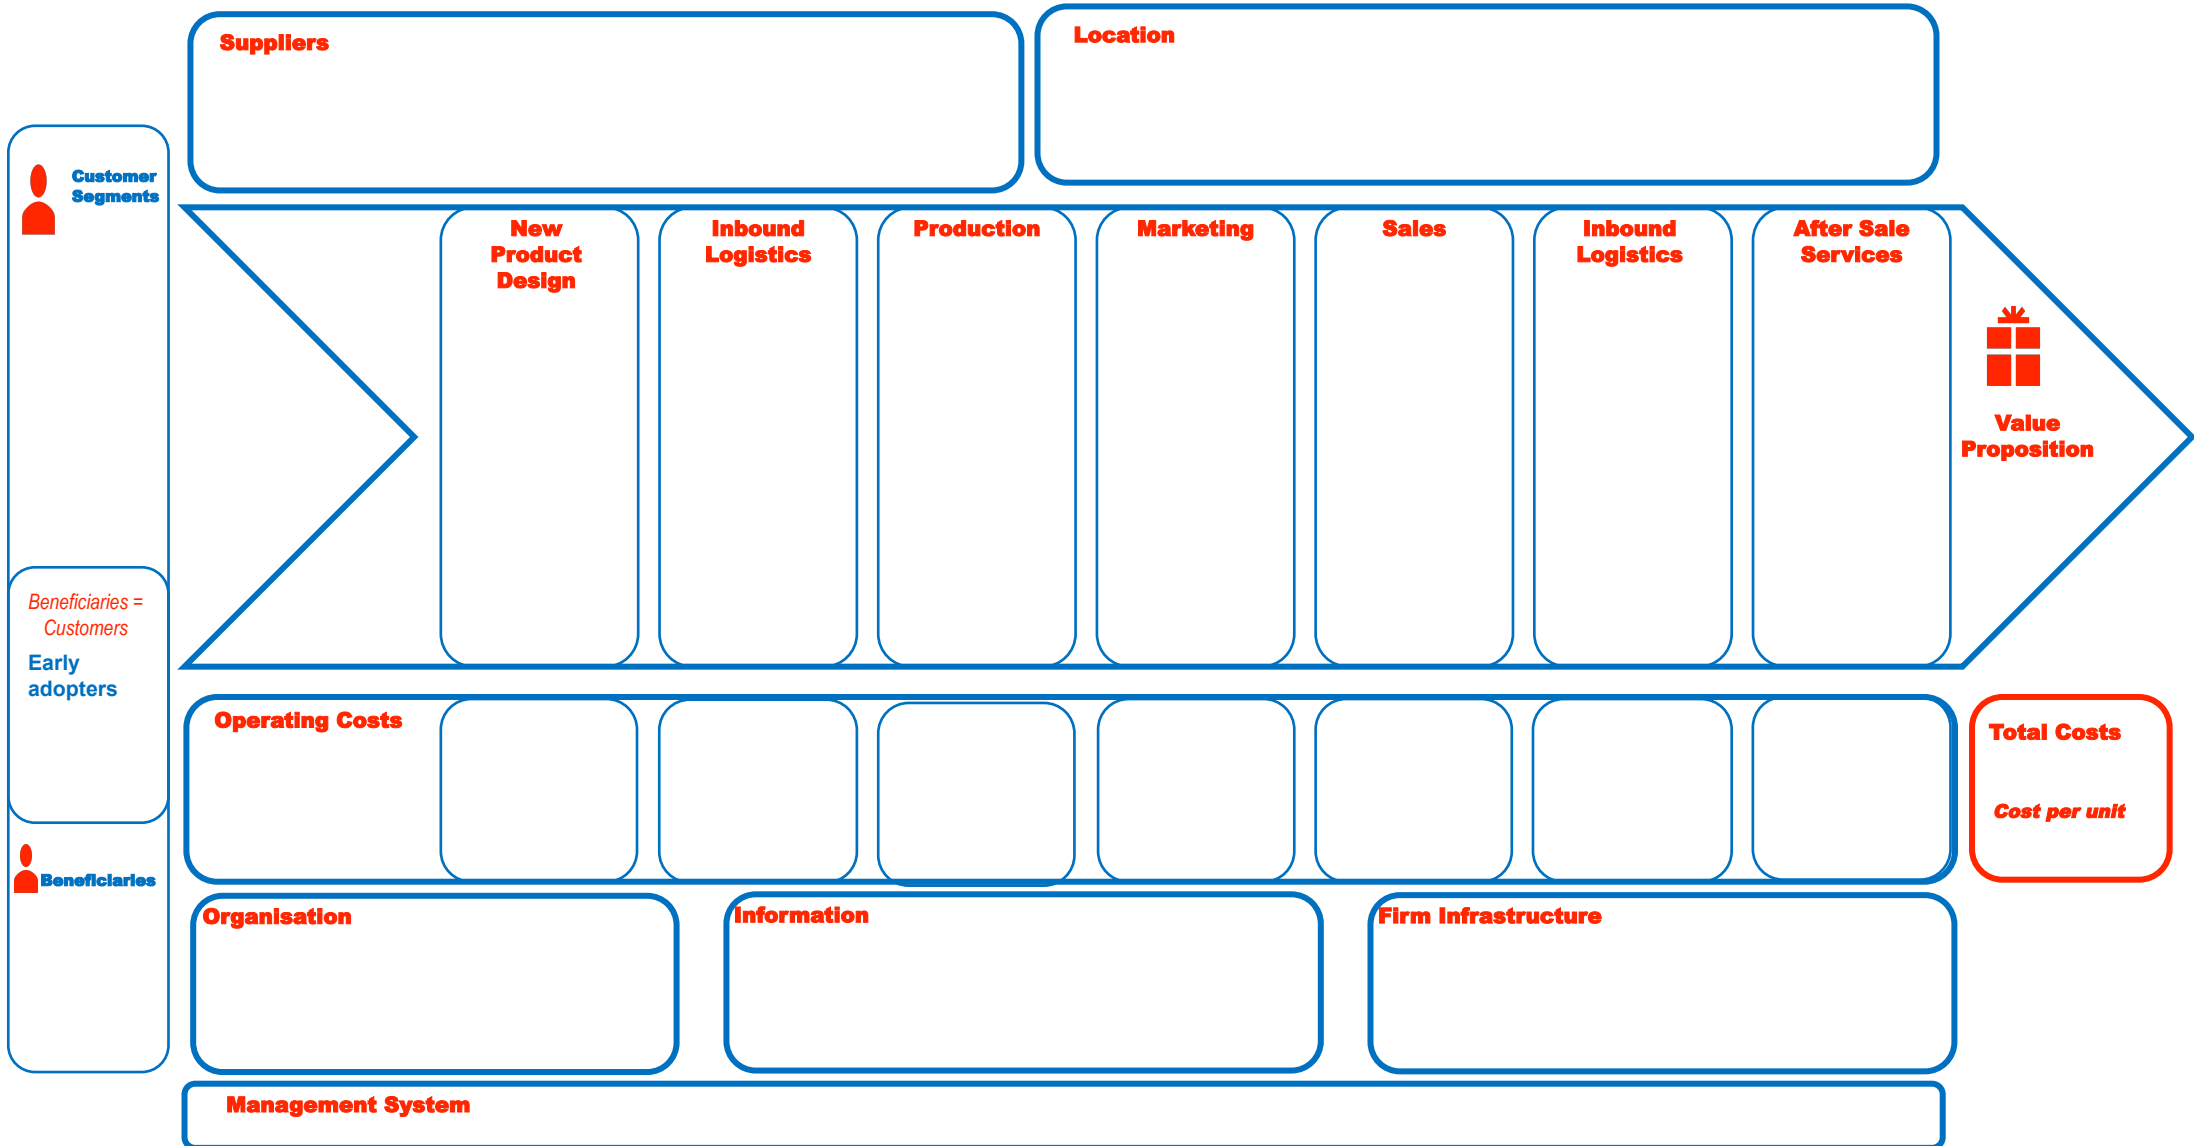 Suppliers
Location
Customer
Segments
New
Product
Design
Inbound
Logistics
Production
Marketing
Sales
Inbound
Logistics
After Sale
Services
Value
Proposition
Beneficiaries =
Customers
Early
adopters
Operating Costs
Total Costs
Cost per unit
Beneficiaries
Organisation
Information
Firm Infrastructure
Management System